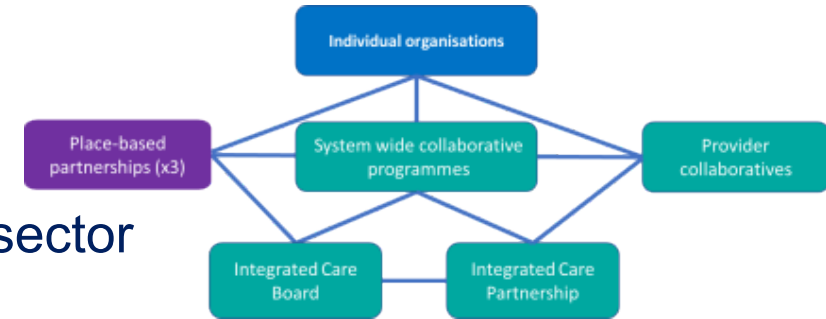 Individual organisations
Place-based
partnerships (x3)
System wide collaborative
programmes
Provider
collaboratives
sector
Integrated Care
Board
Integrated Care
Partnership